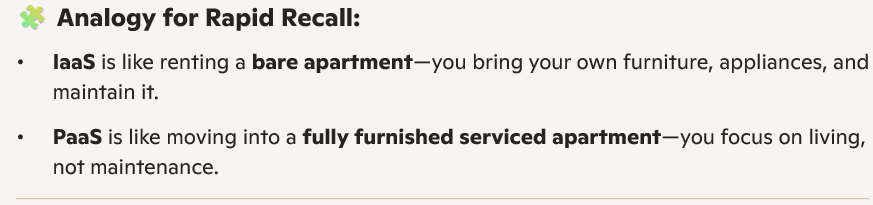 🧩 Analogy for Rapid Recall:
• IaaS is like renting a bare apartment—you bring your own furniture, appliances, and
maintain it.
• PaaS is like moving into a fully furnished serviced apartment—you focus on living,
not maintenance.